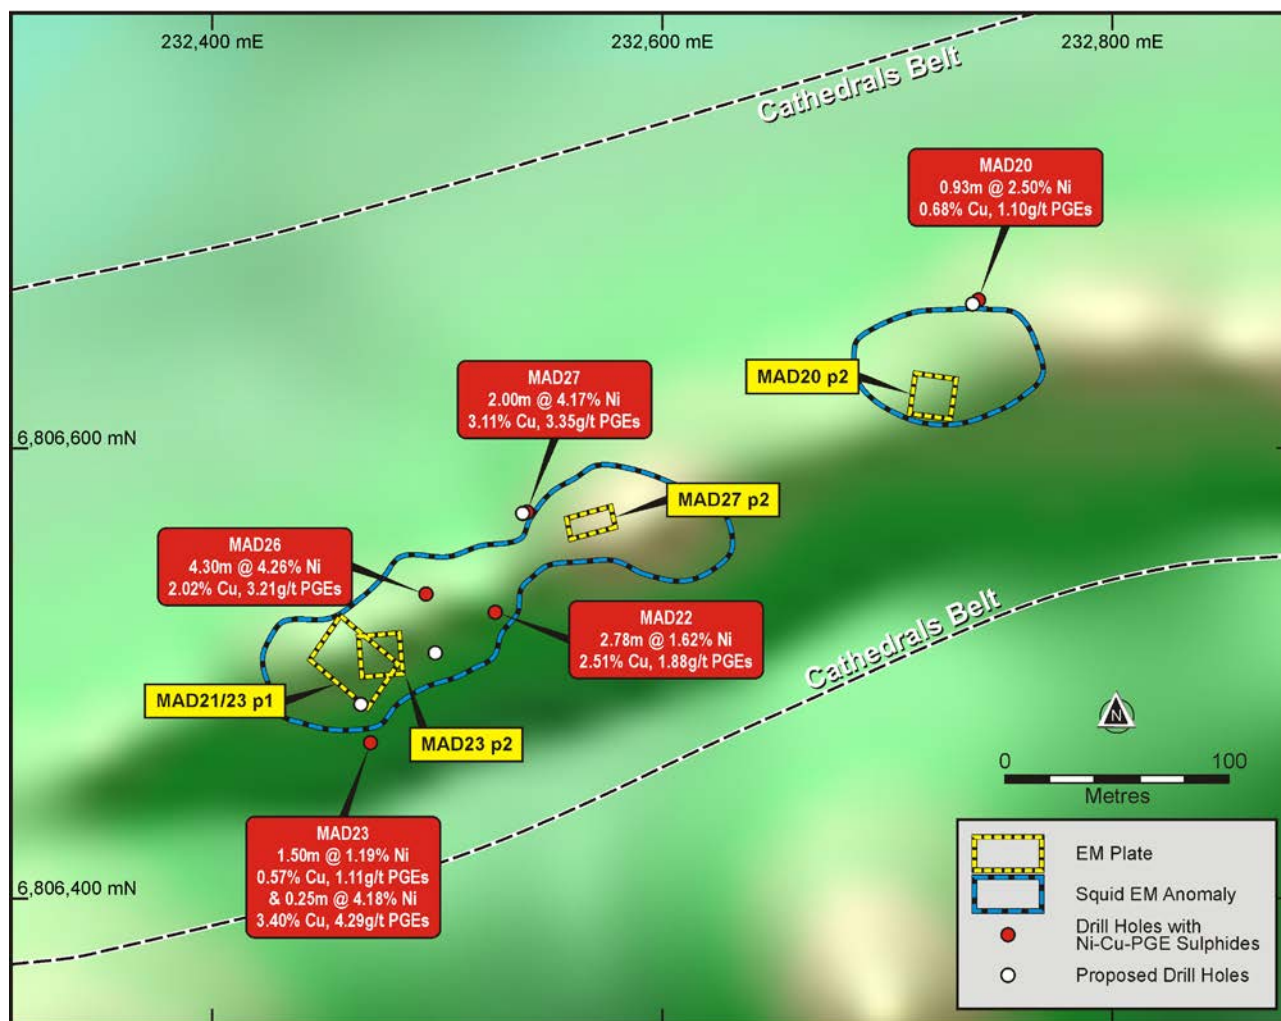 232,400 mE
232,600 mE
232,800 mE
Cathedrals Belt
MAD20
0.93m @ 2.50% Ni
0.68% Cu, 1.10g/t PGEs
MAD20 p2
MAD27
2.00m @ 4.17% Ni
3.11% Cu, 3.35g/t PGEs
6,806,600 mN
MAD27 p2
MAD26
4.30m @ 4.26% Ni
2.02% Cu, 3.21g/t PGEs
MAD22
2.78m @ 1.62% Ni
2.51% Cu, 1.88g/t PGEs
Cathedrals Belt
MAD21/23 p1
MAD23 p2
N
0 100
Metres
MAD23
1.50m @ 1.19% Ni
0.57% Cu, 1.11g/t PGEs
& 0.25m @ 4.18% Ni
3.40% Cu, 4.29g/t PGEs
6,806,400 mN
EM Plate
Squid EM Anomaly
Drill Holes with
Ni-Cu-PGE Sulphides
Proposed Drill Holes